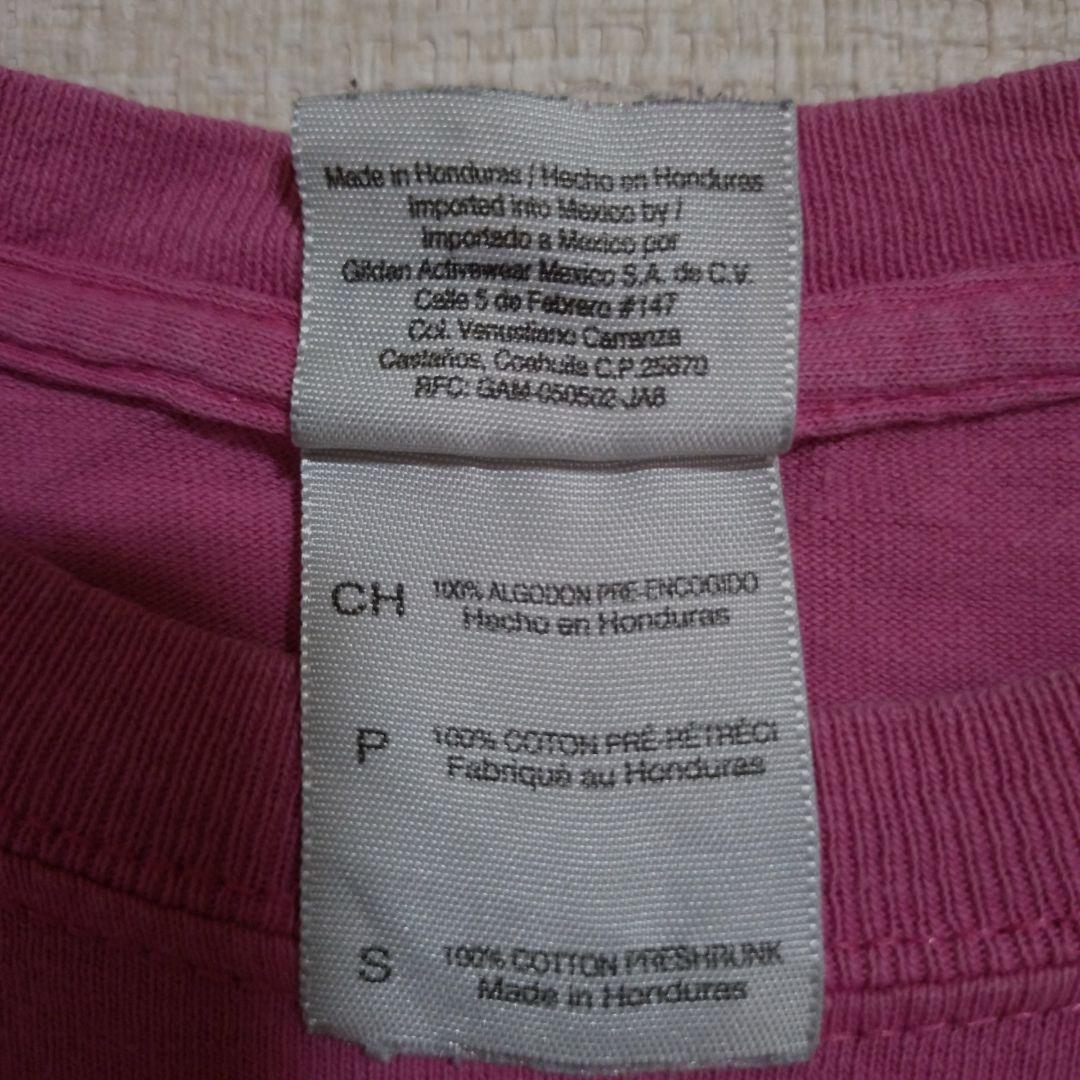 Made in Honduras / Hecho en Honduras
Imported into Mexico by /
Importado a Mexico por
Gildan Activewear Mexico S.A. de C.V.
Calle 5 de Febrero #147
Col. Venustiano Carranza
Castaños, Coahuila C.P. 25870
RFC: GAM-050502-JA6
CH 100% ALGODON PRE-ENCOGIDO
Hecho en Honduras
P 100% COTON PRÉ-RÉTRÉCI
Fabriqué au Honduras
S 100% COTTON PRESHRUNK
Made in Honduras